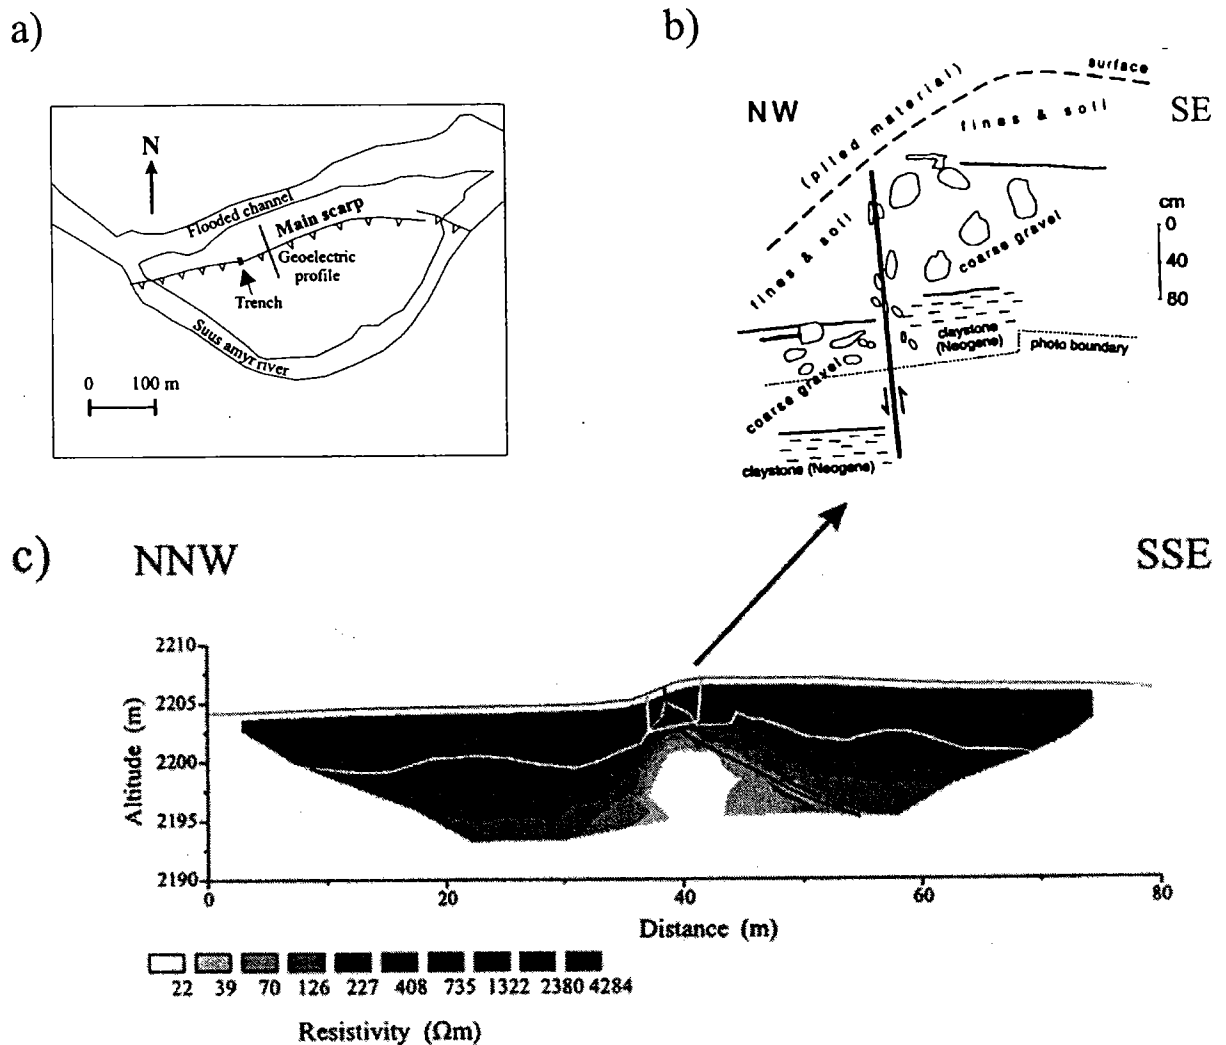 a)
N
Flooded channel
Main scarp
Geoelectric
profile
Trench
Suus amyr river
0 100 m
b)
NW
SE
surface
(piled material)
fines & soil
fines & soil
cm
0
40
80
coarse gravel
claystone
(Neogene)
photo boundary
coarse gravel
claystone (Neogene)
c)
NNW
SSE
Altitude (m)
2210
2205
2200
2195
2190
0 20 40 60 80
Distance (m)
22 39 70 126 227 408 735 1322 2380 4284
Resistivity (Ωm)